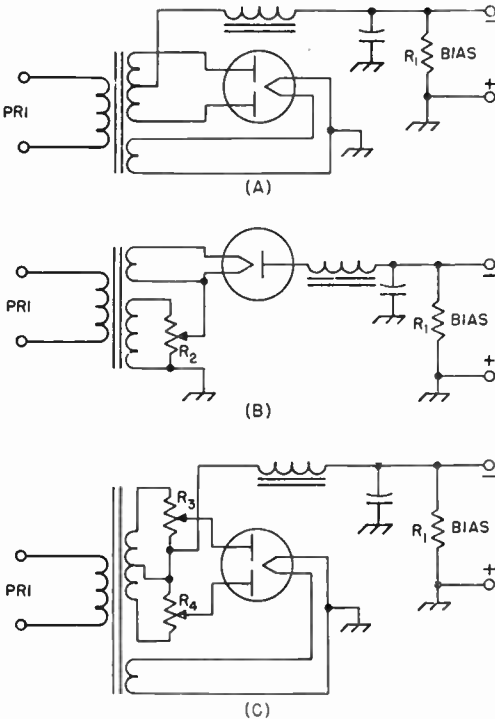 PRI
R1
BIAS
−
+
(A)
PRI
R2
R1
BIAS
−
+
(B)
PRI
R3
R4
R1
BIAS
−
+
(C)